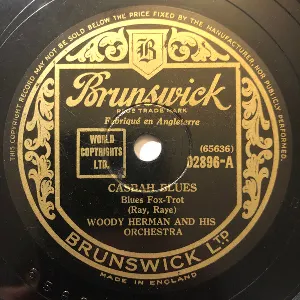 THIS COPYRIGHT RECORD MAY NOT BE SOLD BELOW THE PRICE FIXED BY THE MANUFACTURERS, NOR PUBLICLY PERFORMED.
B
Brunswick
REGD TRADE MARK
Fabriqué en Angleterre
WORLD
COPYRIGHTS
LTD.
(65636)
02896-A
CASBAH BLUES
Blues Fox-Trot
(Ray, Raye)
WOODY HERMAN AND HIS
ORCHESTRA
BRUNSWICK LTD.
MADE IN ENGLAND